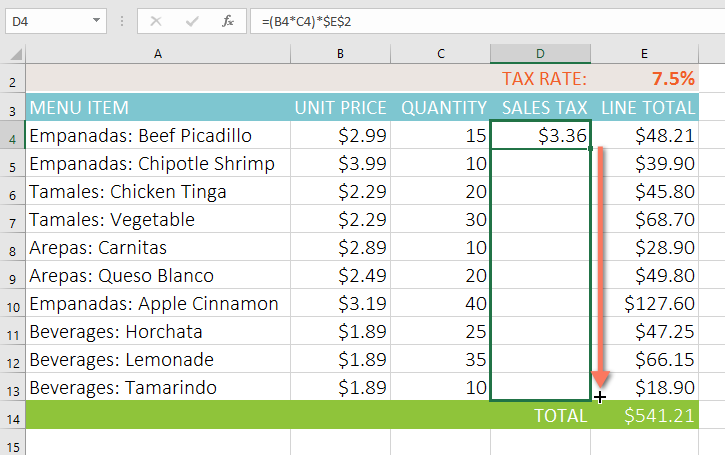 D4 fx =(B4*C4)*$E$2
A B C D E
2 TAX RATE: 7.5%
3 MENU ITEM UNIT PRICE QUANTITY SALES TAX LINE TOTAL
4 Empanadas: Beef Picadillo $2.99 15 $3.36 $48.21
5 Empanadas: Chipotle Shrimp $3.99 10 $39.90
6 Tamales: Chicken Tinga $2.29 20 $45.80
7 Tamales: Vegetable $2.29 30 $68.70
8 Arepas: Carnitas $2.89 10 $28.90
9 Arepas: Queso Blanco $2.49 20 $49.80
10 Empanadas: Apple Cinnamon $3.19 40 $127.60
11 Beverages: Horchata $1.89 25 $47.25
12 Beverages: Lemonade $1.89 35 $66.15
13 Beverages: Tamarindo $1.89 10 $18.90
14 TOTAL $541.21
15